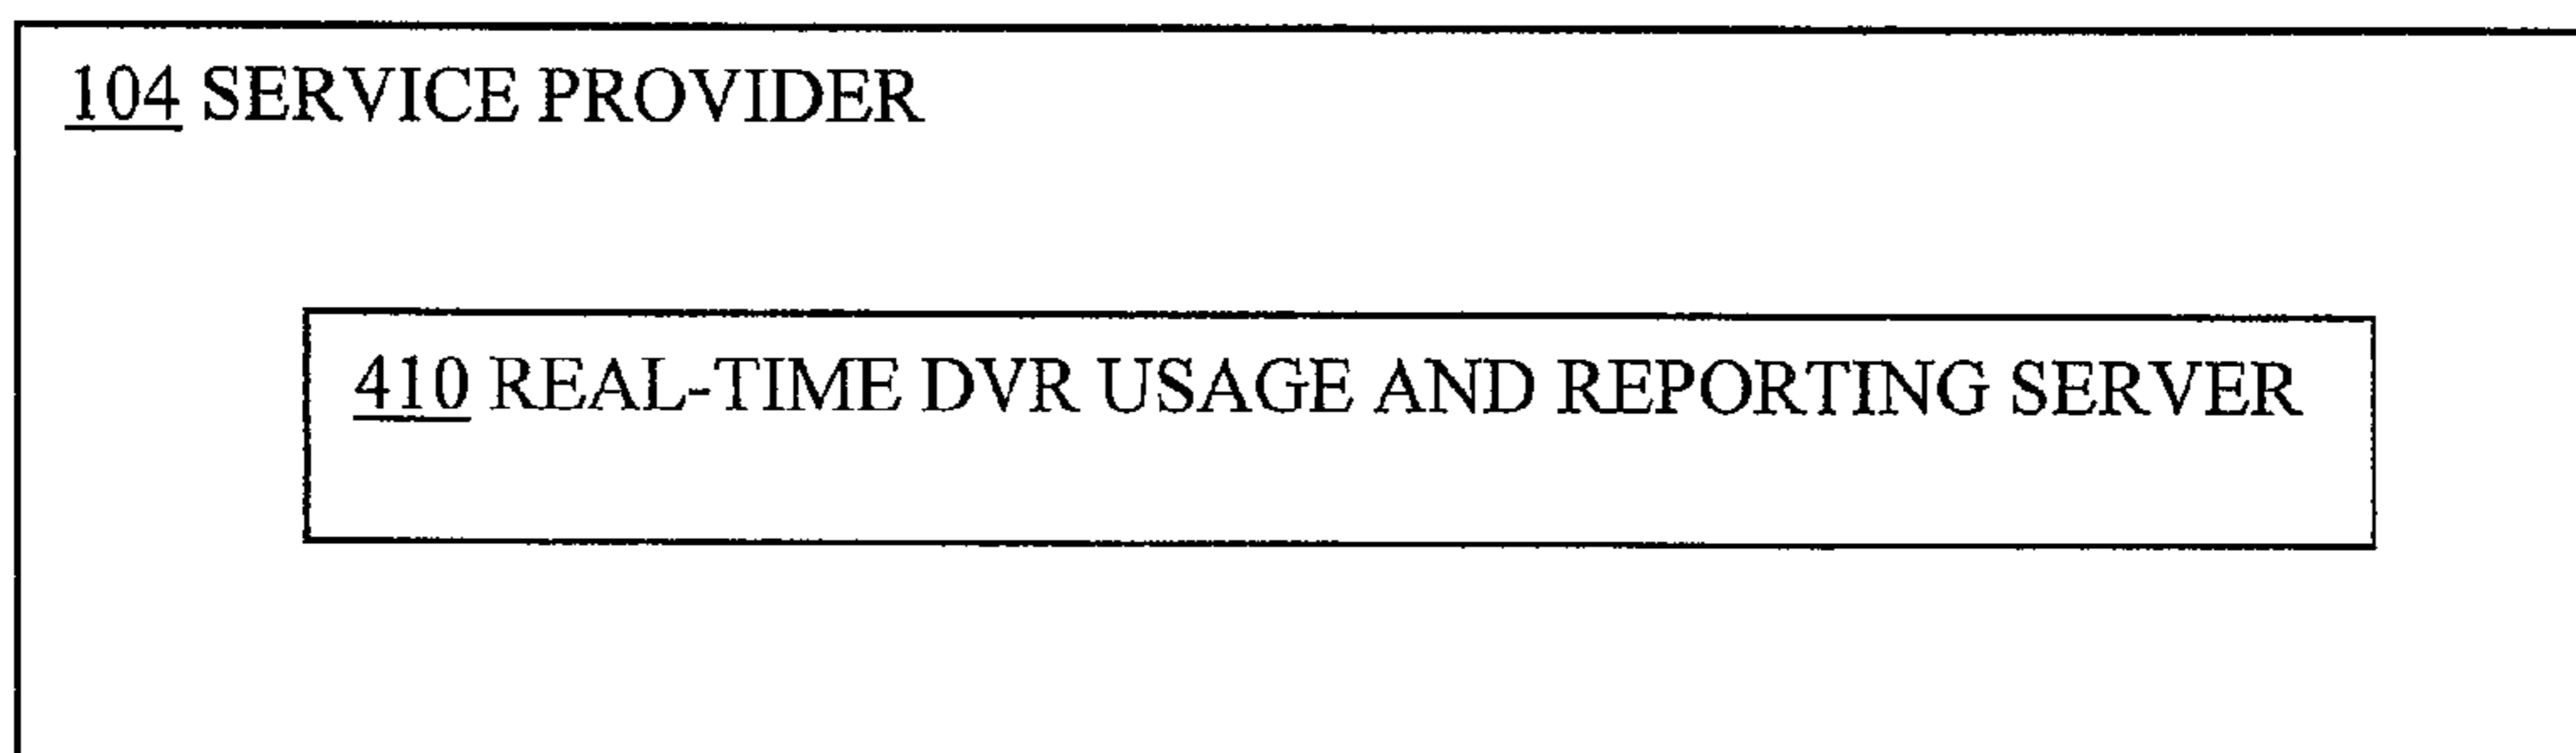 104 SERVICE PROVIDER
410 REAL-TIME DVR USAGE AND REPORTING SERVER